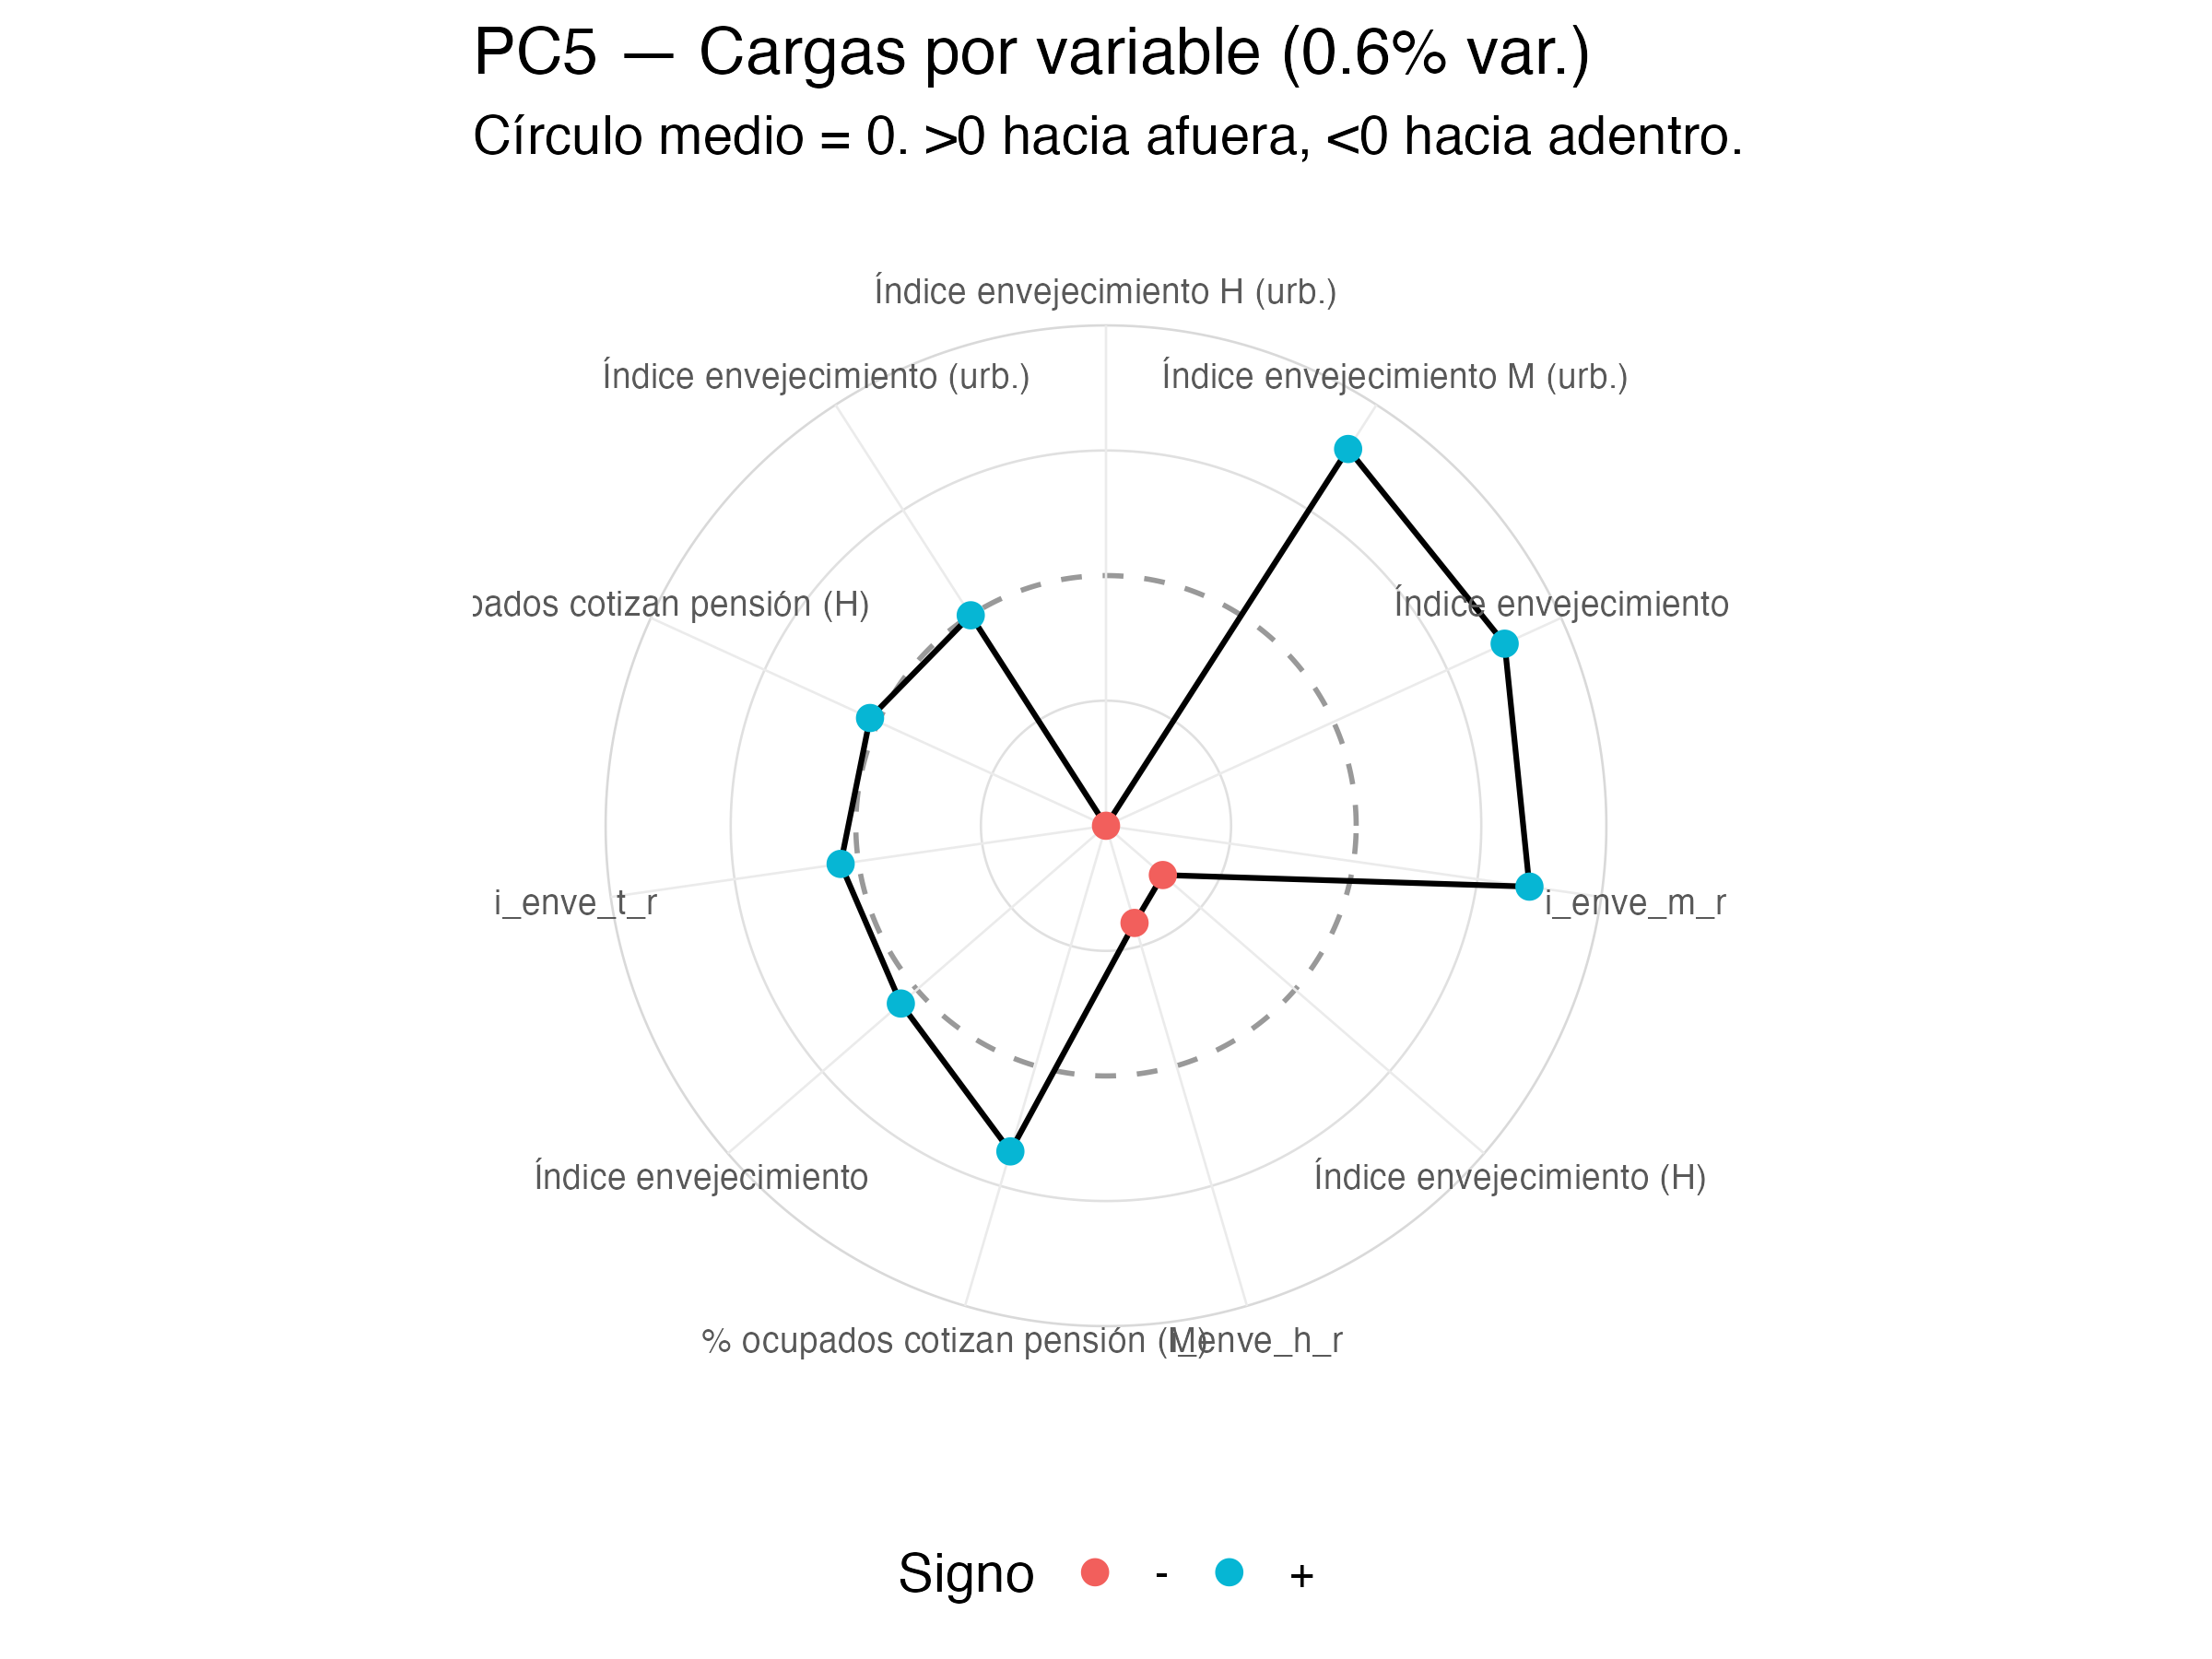 PC5 — Cargas por variable (0.6% var.)
Círculo medio = 0. >0 hacia afuera, <0 hacia adentro.
Índice envejecimiento H (urb.)
Índice envejecimiento (urb.)
Índice envejecimiento M (urb.)
cotizan pensión (H)
Índice envejecimiento
i_enve_t_r
i_enve_m_r
Índice envejecimiento
Índice envejecimiento (H)
% ocupados cotizan pensión (M)
i_enve_h_r
Signo - +